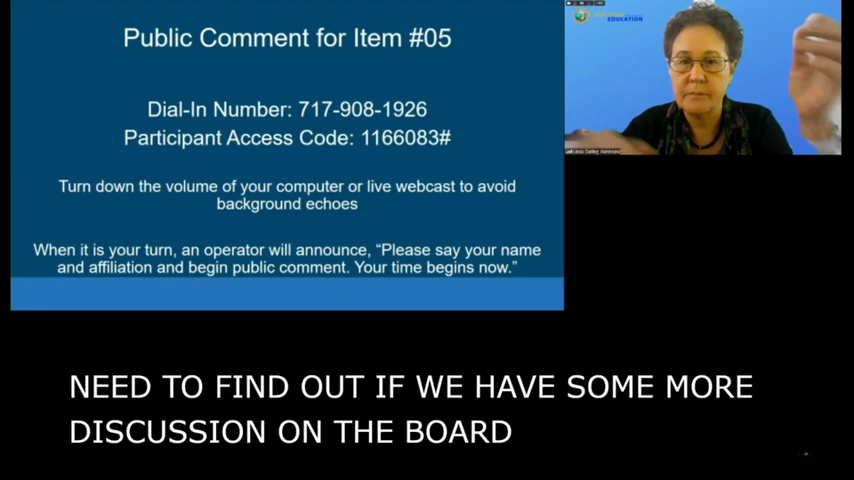 Public Comment for Item #05
Dial-In Number: 717-908-1926
Participant Access Code: 1166083#
Turn down the volume of your computer or live webcast to avoid
background echoes
When it is your turn, an operator will announce, “Please say your name
and affiliation and begin public comment. Your time begins now.”
EDUCATION
NEED TO FIND OUT IF WE HAVE SOME MORE
DISCUSSION ON THE BOARD